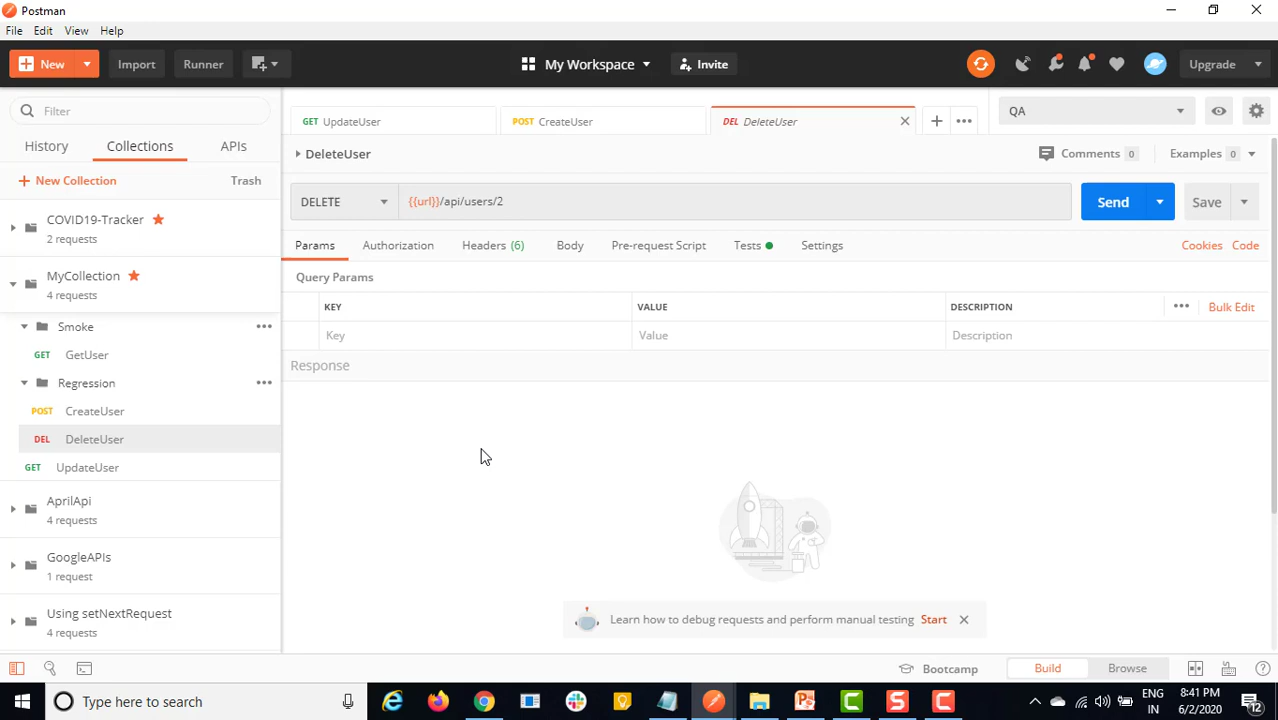 Postman
File Edit View Help
New Import Runner My Workspace Invite Upgrade
Filter
History Collections APIs
New Collection Trash
COVID19-Tracker
2 requests
MyCollection
4 requests
Smoke
GET GetUser
Regression
POST CreateUser
DEL DeleteUser
GET UpdateUser
AprilApi
4 requests
GoogleAPIs
1 request
Using setNextRequest
4 requests
GET UpdateUser POST CreateUser DEL DeleteUser QA
DeleteUser Comments 0 Examples 0
DELETE {{url}}/api/users/2 Send Save
Params Authorization Headers (6) Body Pre-request Script Tests Settings Cookies Code
Query Params
KEY VALUE DESCRIPTION Bulk Edit
Key Value Description
Response
Learn how to debug requests and perform manual testing Start
Bootcamp Build Browse
Type here to search
ENG 8:41 PM
IN 6/2/2020 12